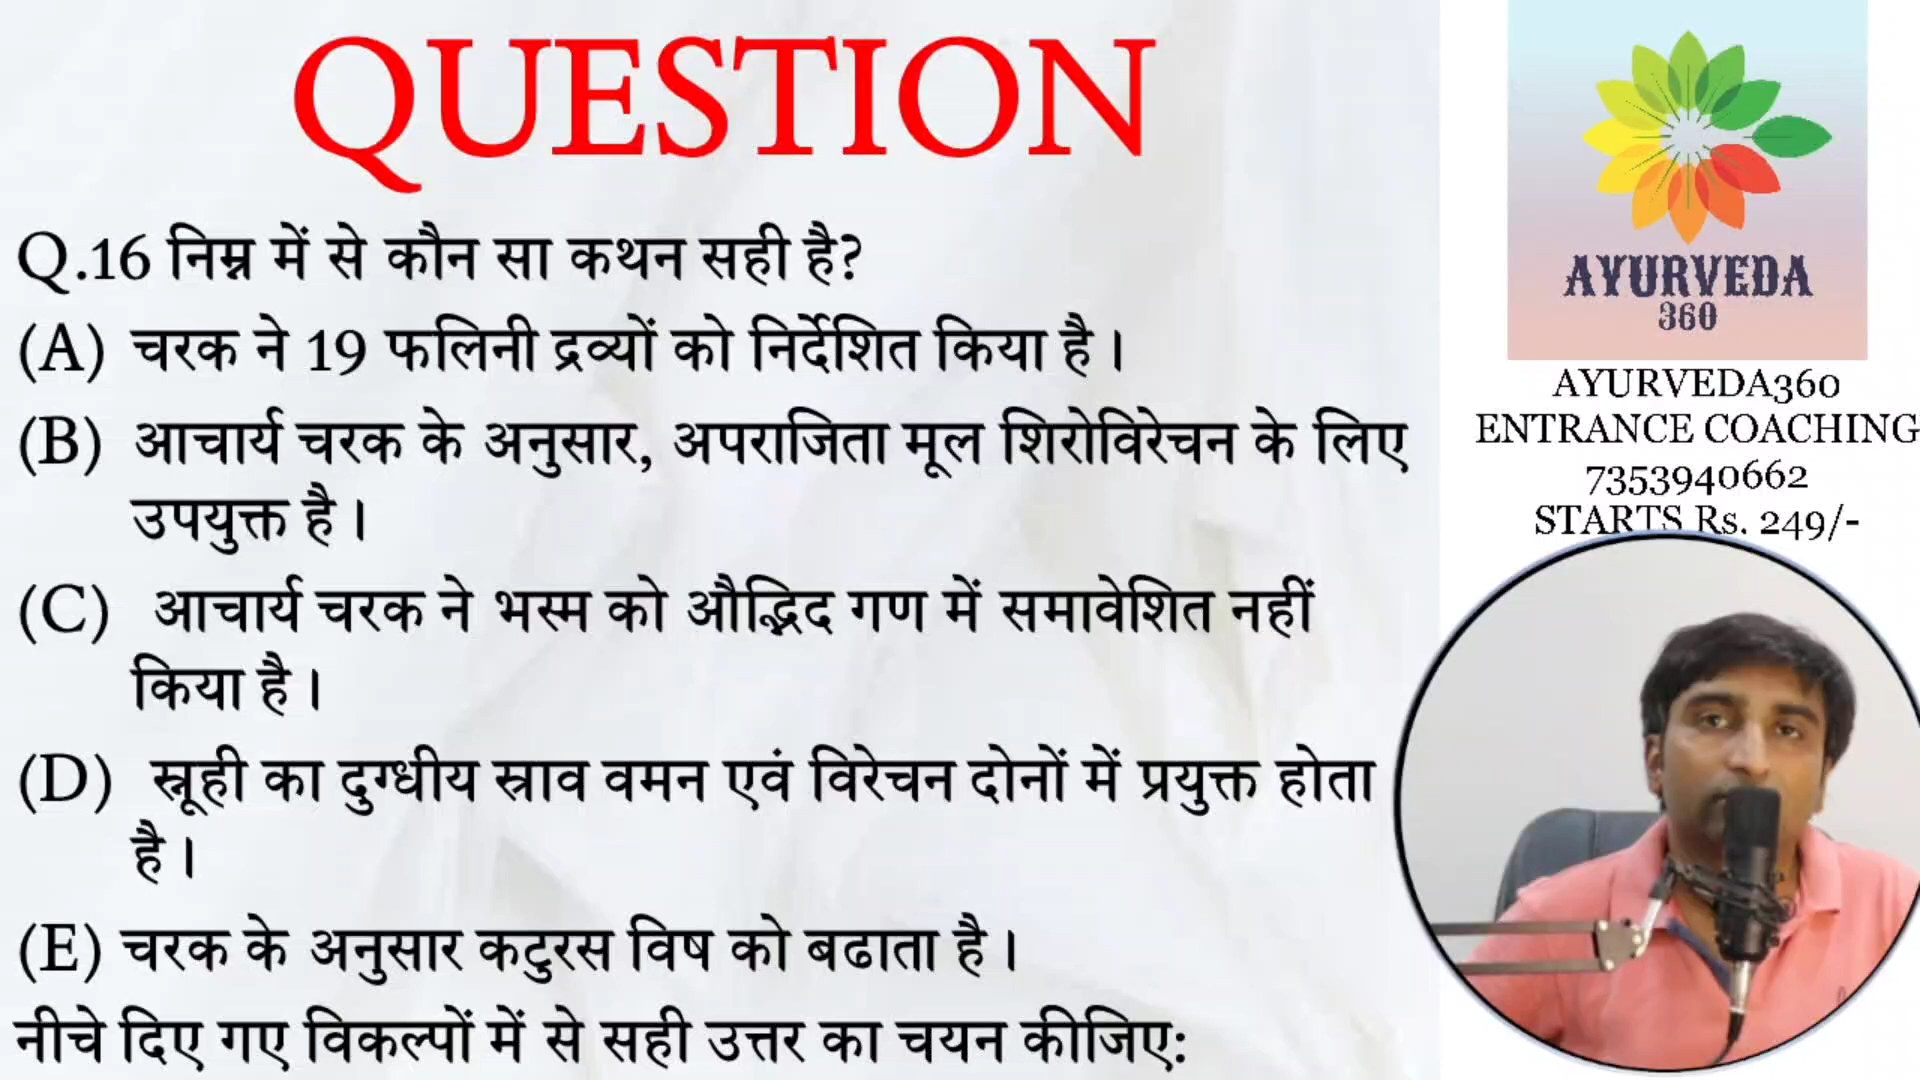 QUESTION
Q.16 निम्न में से कौन सा कथन सही है?
(A) चरक ने 19 फलिनी द्रव्यों को निर्देशित किया है।
(B) आचार्य चरक के अनुसार, अपराजिता मूल शिरोविरेचन के लिए
उपयुक्त है।
(C) आचार्य चरक ने भस्म को औद्भिद गण में समावेशित नहीं
किया है।
(D) स्नूही का दुग्धीय स्राव वमन एवं विरेचन दोनों में प्रयुक्त होता
है।
(E) चरक के अनुसार कटुरस विष को बढाता है।
नीचे दिए गए विकल्पों में से सही उत्तर का चयन कीजिए:
AYURVEDA
360
AYURVEDA360
ENTRANCE COACHING
7353940662
STARTS Rs. 249/-